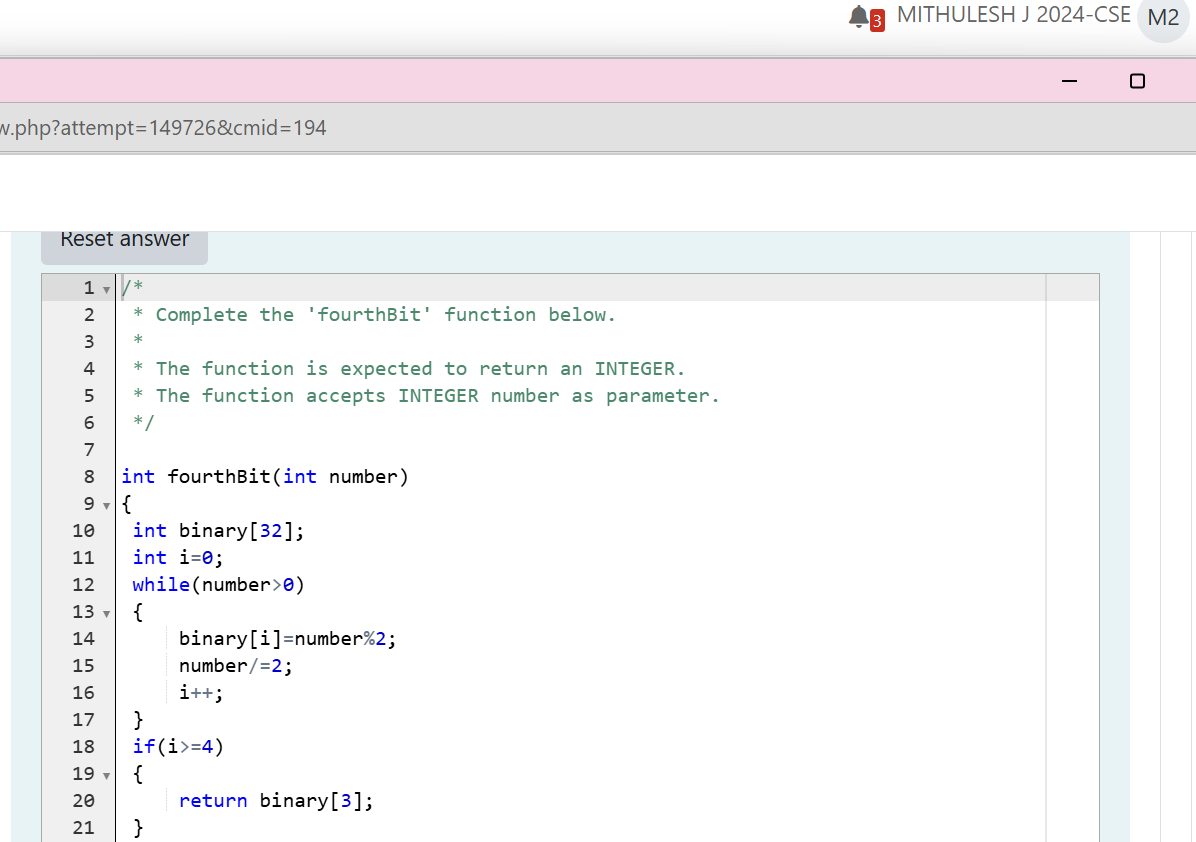 3 MITHULESH J 2024-CSE M2
w.php?attempt=149726&cmid=194
Reset answer
1 /*
2  * Complete the 'fourthBit' function below.
3  *
4  * The function is expected to return an INTEGER.
5  * The function accepts INTEGER number as parameter.
6  */
7
8 int fourthBit(int number)
9 {
10  int binary[32];
11  int i=0;
12  while(number>0)
13  {
14      binary[i]=number%2;
15      number/=2;
16      i++;
17  }
18  if(i>=4)
19  {
20      return binary[3];
21  }